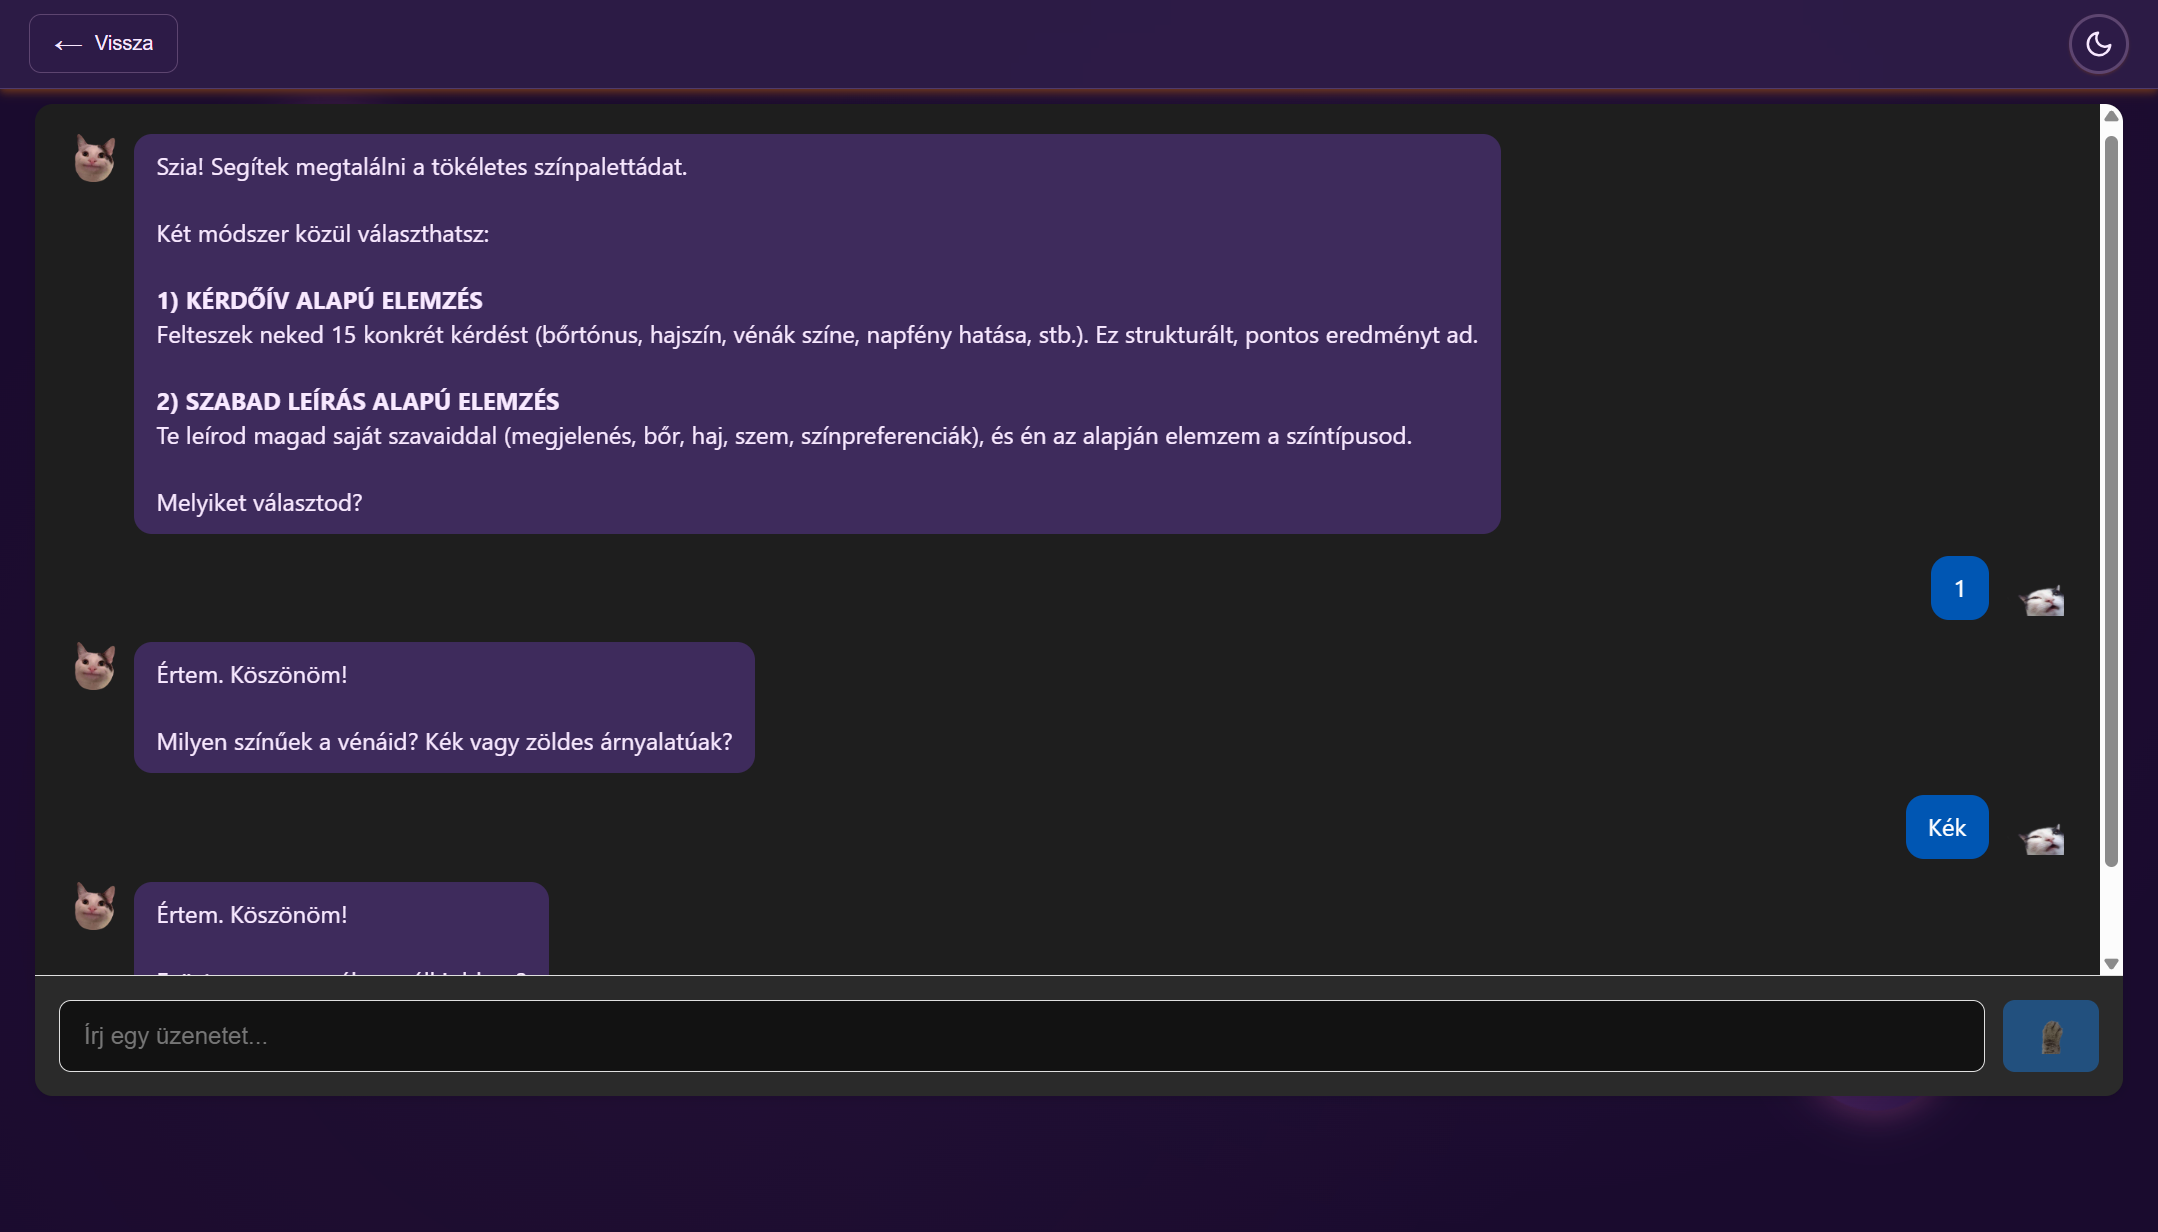 ← Vissza
Szia! Segítek megtalálni a tökéletes színpalettádat.
Két módszer közül választhatsz:
1) KÉRDŐÍV ALAPÚ ELEMZÉS
Felteszek neked 15 konkrét kérdést (bőrtónus, hajszín, vénák színe, napfény hatása, stb.). Ez strukturált, pontos eredményt ad.
2) SZABAD LEÍRÁS ALAPÚ ELEMZÉS
Te leírod magad saját szavaiddal (megjelenés, bőr, haj, szem, színpreferenciák), és én az alapján elemzem a színtípusod.
Melyiket választod?
1
Értem. Köszönöm!
Milyen színűek a vénáid? Kék vagy zöldes árnyalatúak?
Kék
Értem. Köszönöm!
Írj egy üzenetet...